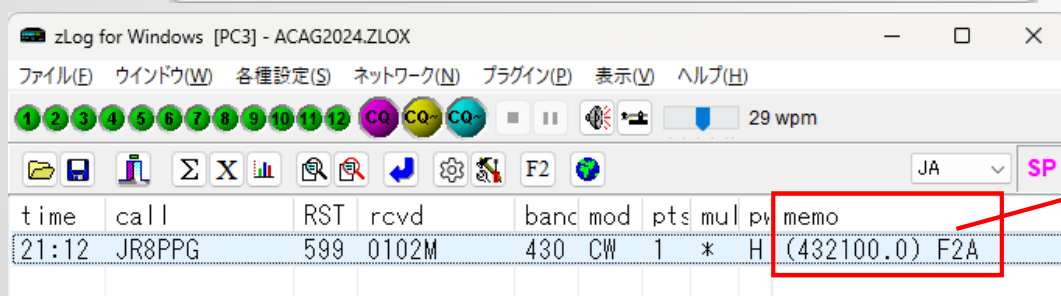 zLog for Windows [PC3] - ACAG2024.ZLOX
ファイル(F) ウインドウ(W) 各種設定(S) ネットワーク(N) プラグイン(P) 表示(V) ヘルプ(H)
1 2 3 4 5 6 7 8 9 10 11 12 CQ CQ~ CQ~ 29 wpm
Σ X F2 JA SP
time call RST rcvd banc mod pts mul pw memo
21:12 JR8PPG 599 0102M 430 CW 1 * H (432100.0) F2A